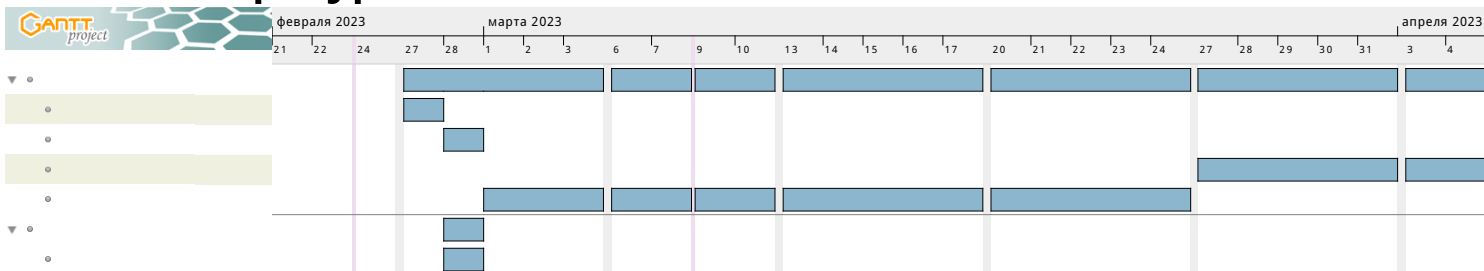 GANTT project
февраля 2023 марта 2023 апреля 2023
21 22 24 27 28 1 2 3 6 7 9 10 13 14 15 16 17 20 21 22 23 24 27 28 29 30 31 3 4